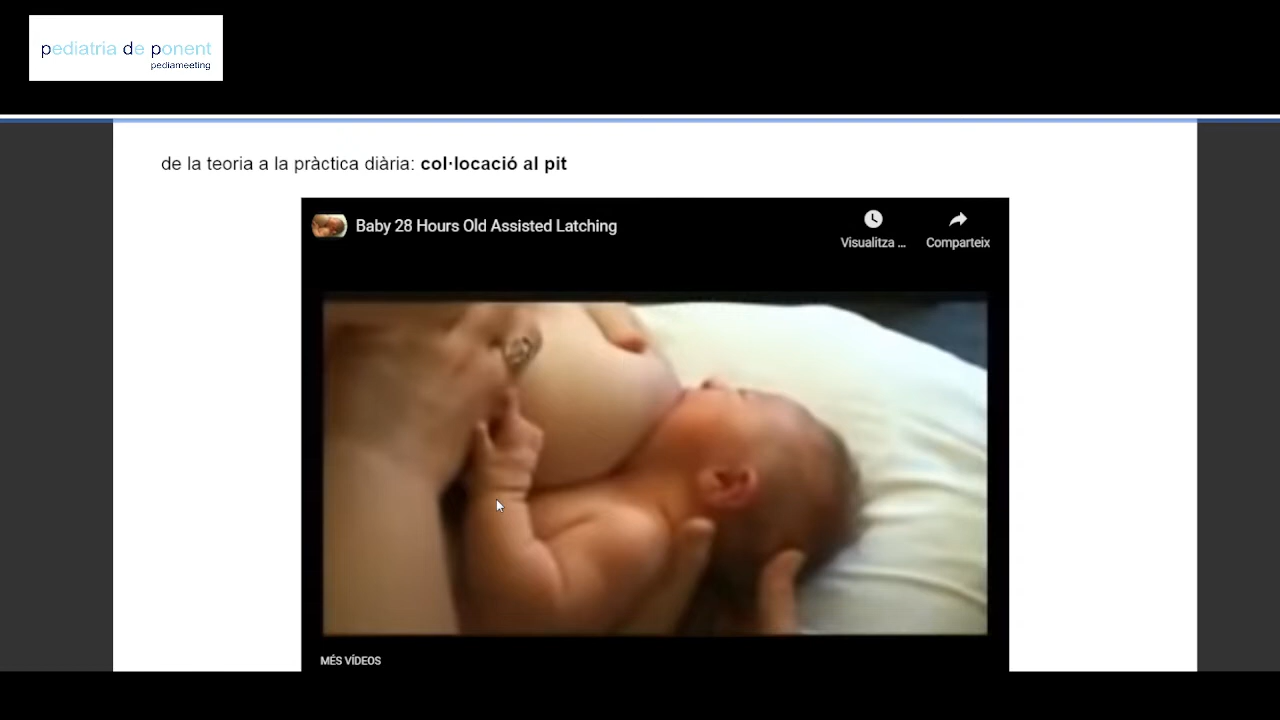 pediatria de ponent
pediameeting
de la teoria a la pràctica diària: col·locació al pit
Baby 28 Hours Old Assisted Latching
Visualitza ...
Comparteix
MÉS VÍDEOS